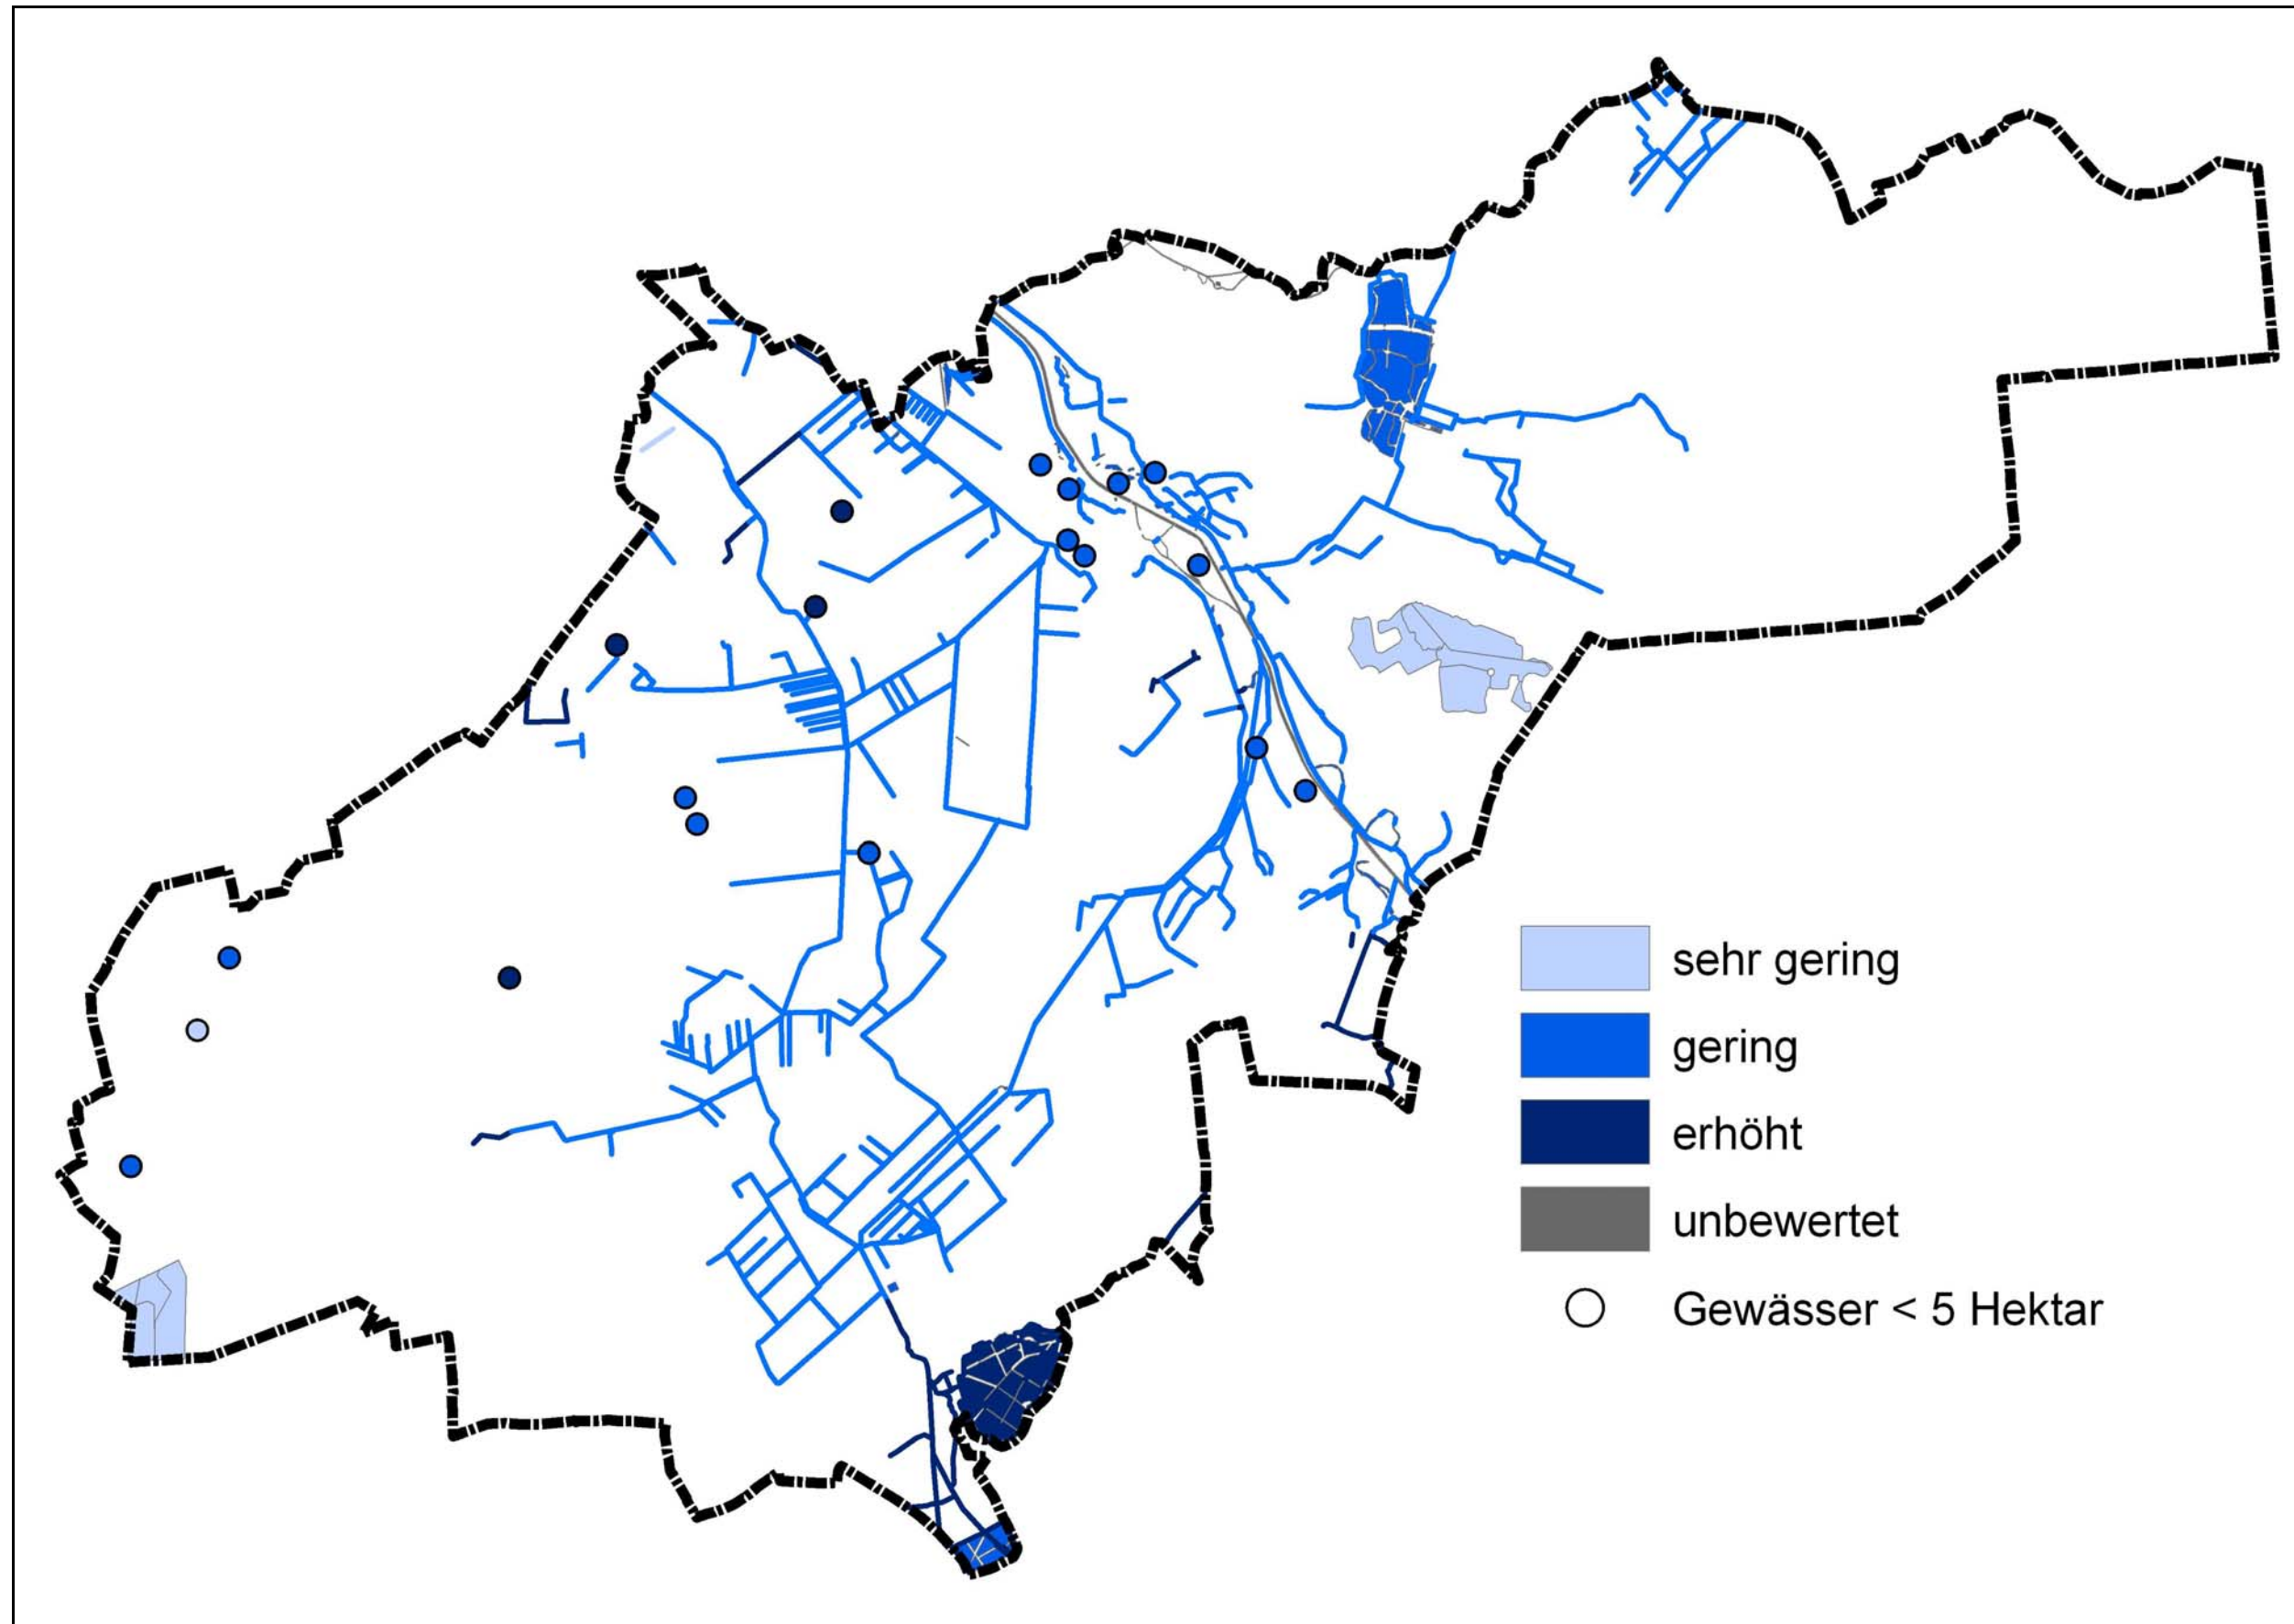 sehr gering
gering
erhöht
unbewertet
Gewässer < 5 Hektar